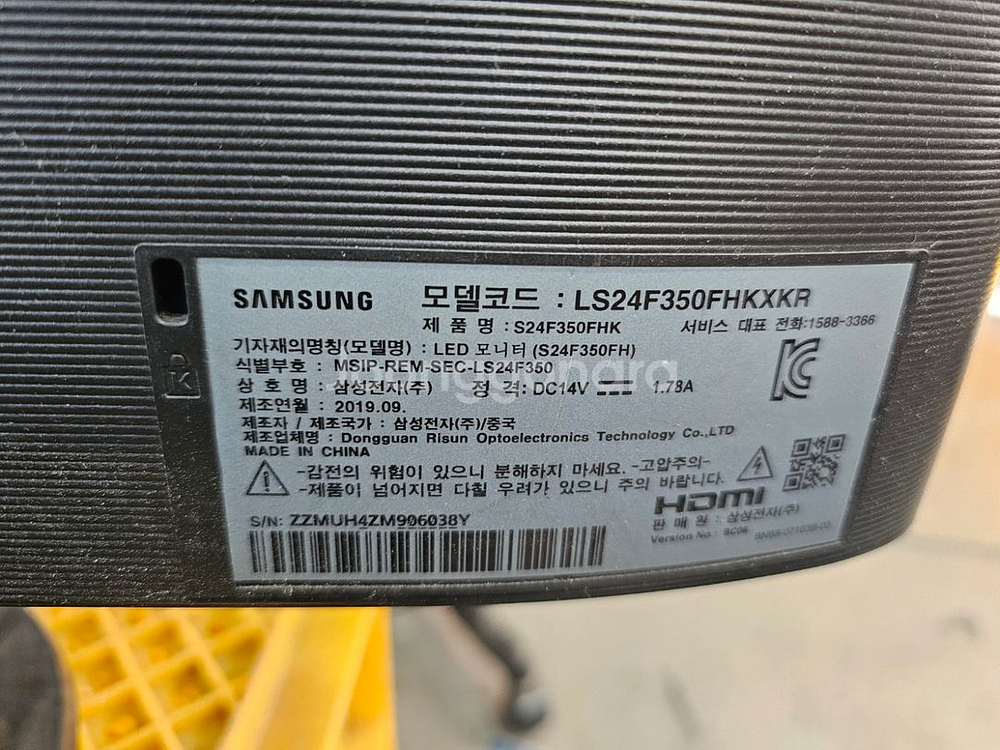 SAMSUNG 모델코드 : LS24F350FHKXKR
제 품 명 : S24F350FHK 서비스 대표 전화:1588-3366
기자재의명칭(모델명) : LED 모니터 (S24F350FH)
식별부호 : MSIP-REM-SEC-LS24F350
상 호 명 : 삼성전자(주) 정 격 : DC14V 1.78A
제조연월 : 2019.09.
제조자 / 제조국가 : 삼성전자(주)/중국
제조업체명 : Dongguan Risun Optoelectronics Technology Co.,LTD
MADE IN CHINA
-감전의 위험이 있으니 분해하지 마세요. -고압주의-
-제품이 넘어지면 다칠 우려가 있으니 주의 바랍니다.
HDMI
판 매 원 : 삼성전자(주)
S/N: ZZMUH4ZM906038Y
Version No.: SC06
Joonggonara